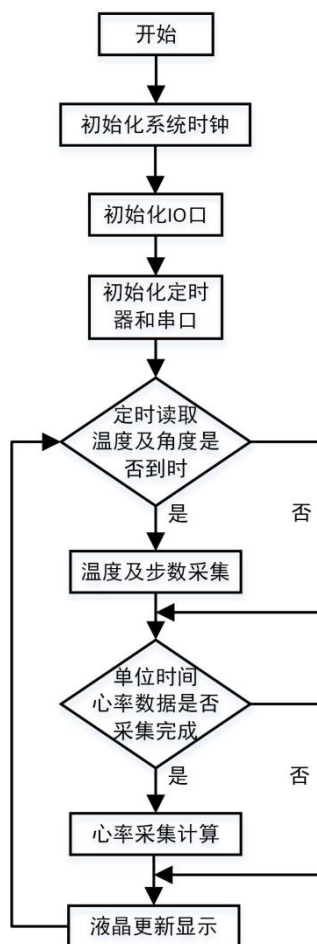 开始
初始化系统时钟
初始化IO口
初始化定时
器和串口
定时读取
温度及角度是
否到时
是
否
温度及步数采集
单位时间
心率数据是否
采集完成
是
否
心率采集计算
液晶更新显示